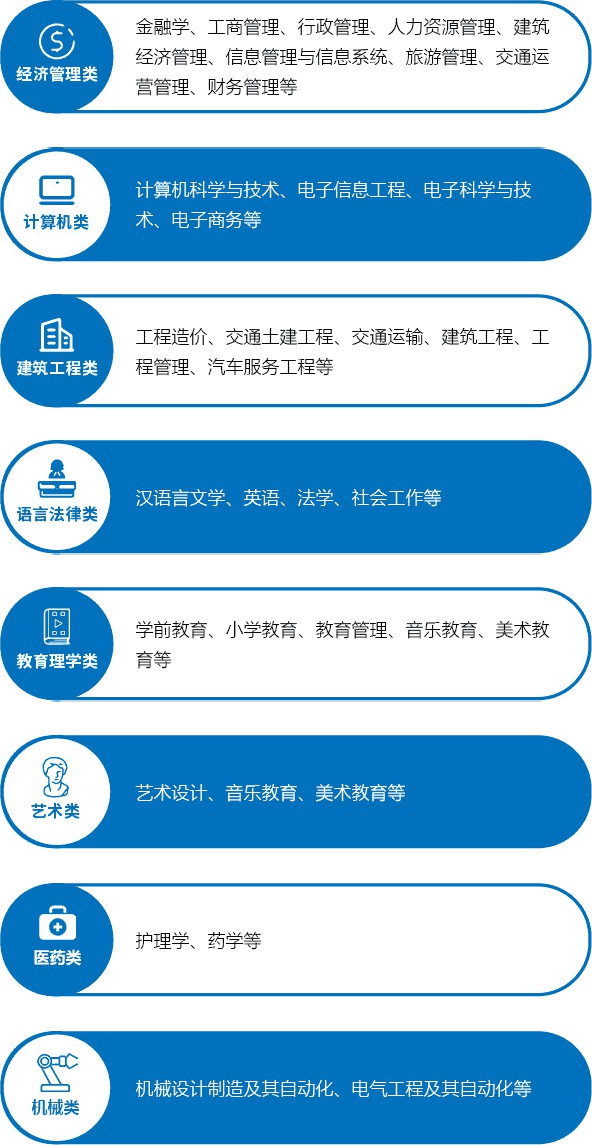 金融学、工商管理、行政管理、人力资源管理、建筑
经济管理、信息管理与信息系统、旅游管理、交通运
营管理、财务管理等
经济管理类
计算机科学与技术、电子信息工程、电子科学与技
术、电子商务等
计算机类
工程造价、交通土建工程、交通运输、建筑工程、工
程管理、汽车服务工程等
建筑工程类
汉语言文学、英语、法学、社会工作等
语言法律类
学前教育、小学教育、教育管理、音乐教育、美术教
育等
教育理学类
艺术设计、音乐教育、美术教育等
艺术类
护理学、药学等
医药类
机械设计制造及其自动化、电气工程及其自动化等
机械类